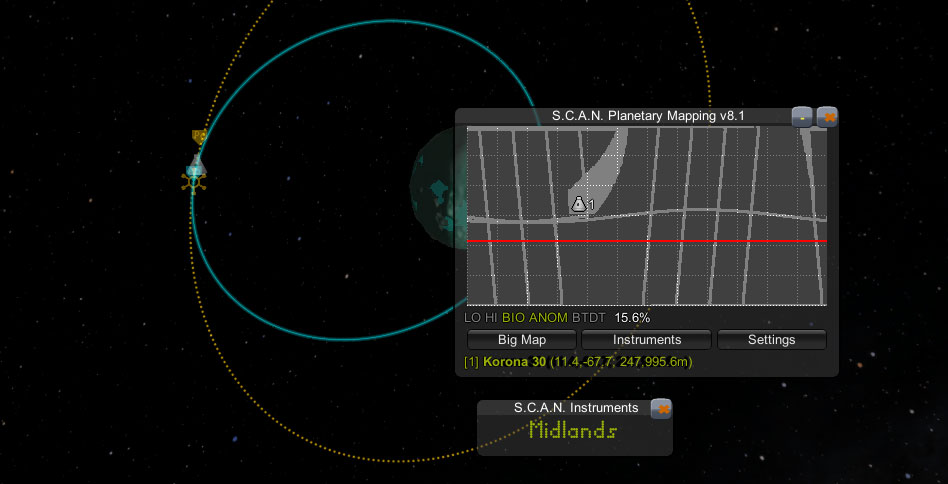 S.C.A.N. Planetary Mapping v8.1
1
LO HI BIO ANOM BTDT 15.6%
Big Map Instruments Settings
[1] Korona 30 (11.4,-67.7; 247,995.6m)
S.C.A.N. Instruments
Midlands